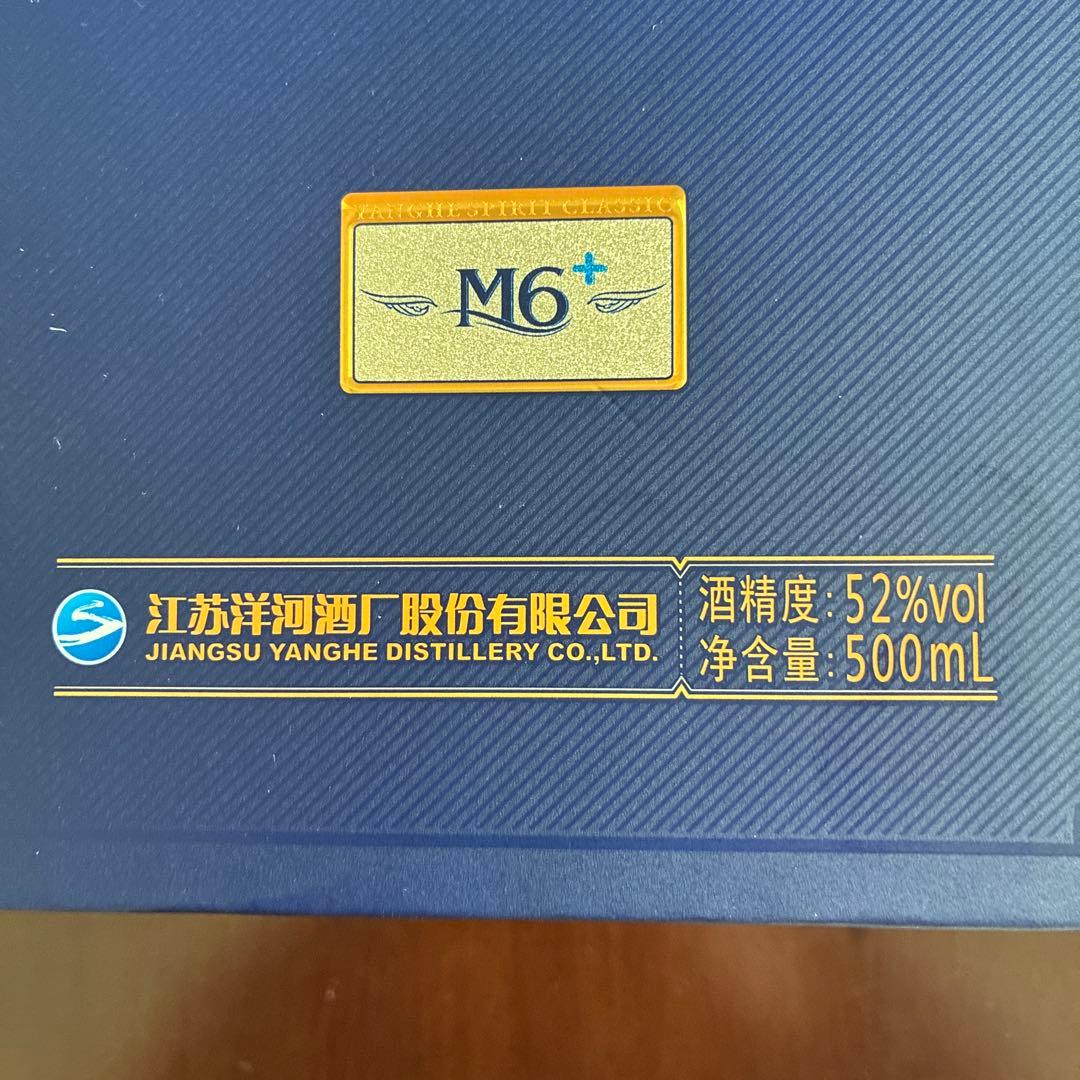 YANGHE SPIRIT CLASSIC
M6+
江苏洋河酒厂股份有限公司
JIANGSU YANGHE DISTILLERY CO.,LTD.
酒精度:52%vol
净含量:500mL